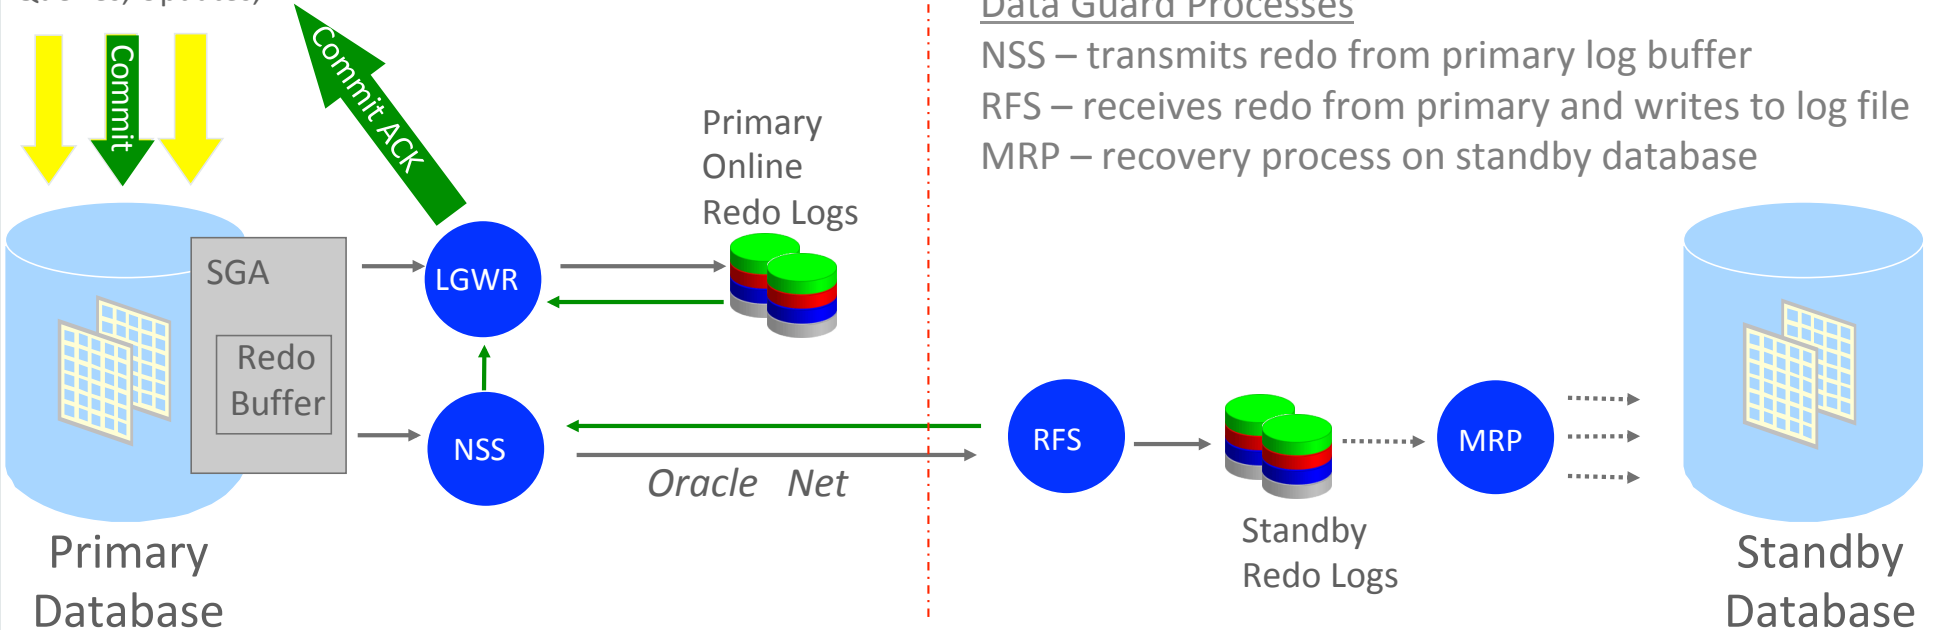 Queries, Updates,
Data Guard Processes
NSS – transmits redo from primary log buffer
RFS – receives redo from primary and writes to log file
MRP – recovery process on standby database
Commit
Commit ACK
Primary
Online
Redo Logs
SGA
LGWR
Redo
Buffer
NSS
RFS
MRP
Oracle Net
Standby
Redo Logs
Primary
Database
Standby
Database